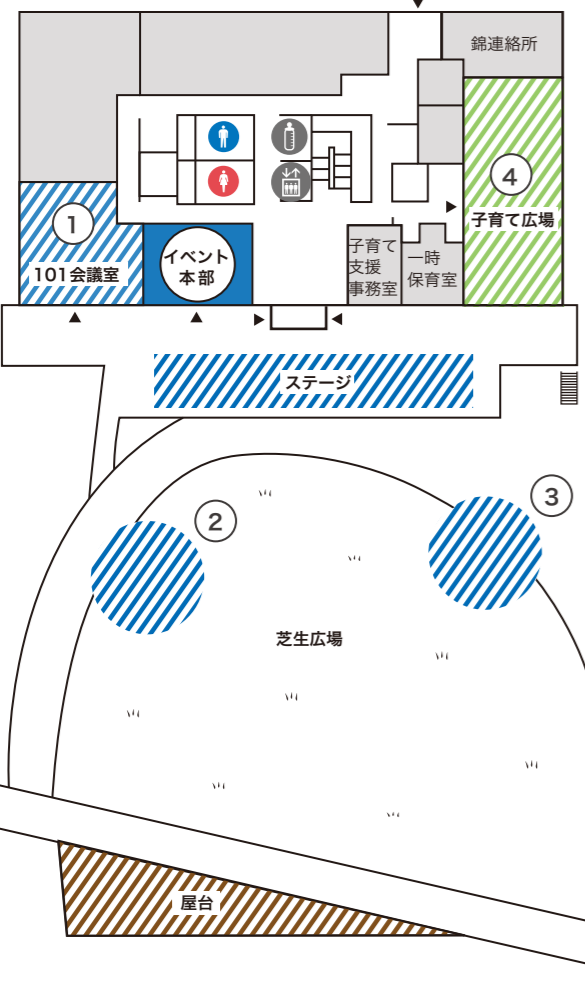 錦連絡所
④
子育て広場
①
101会議室
イベント
本部
子育て
支援
事務室
一時
保育室
ステージ
②
③
芝生広場
屋台